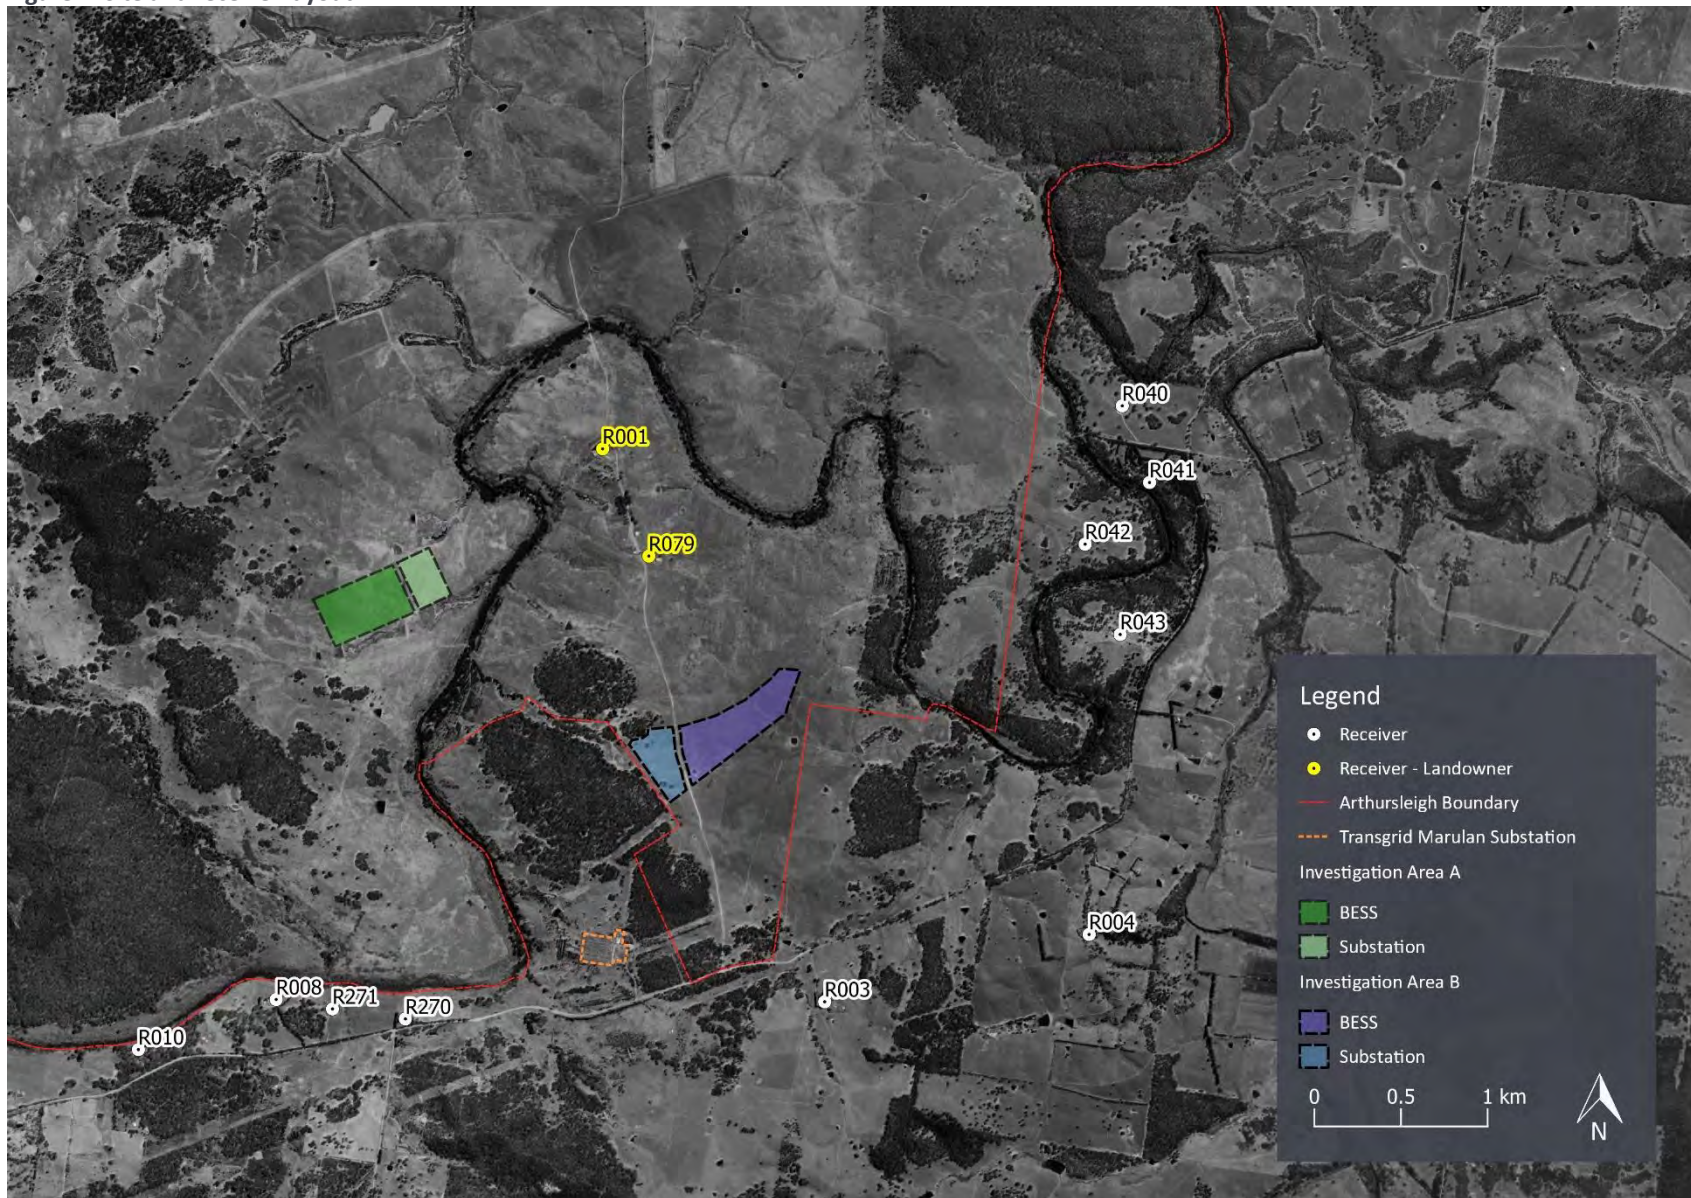 R040
R001
R041
R042
R079
R043
Legend
Receiver
Receiver - Landowner
Arthursleigh Boundary
Transgrid Marulan Substation
Investigation Area A
BESS
Substation
Investigation Area B
BESS
Substation
0 0.5 1 km
N
R004
R003
R008
R271
R270
R010